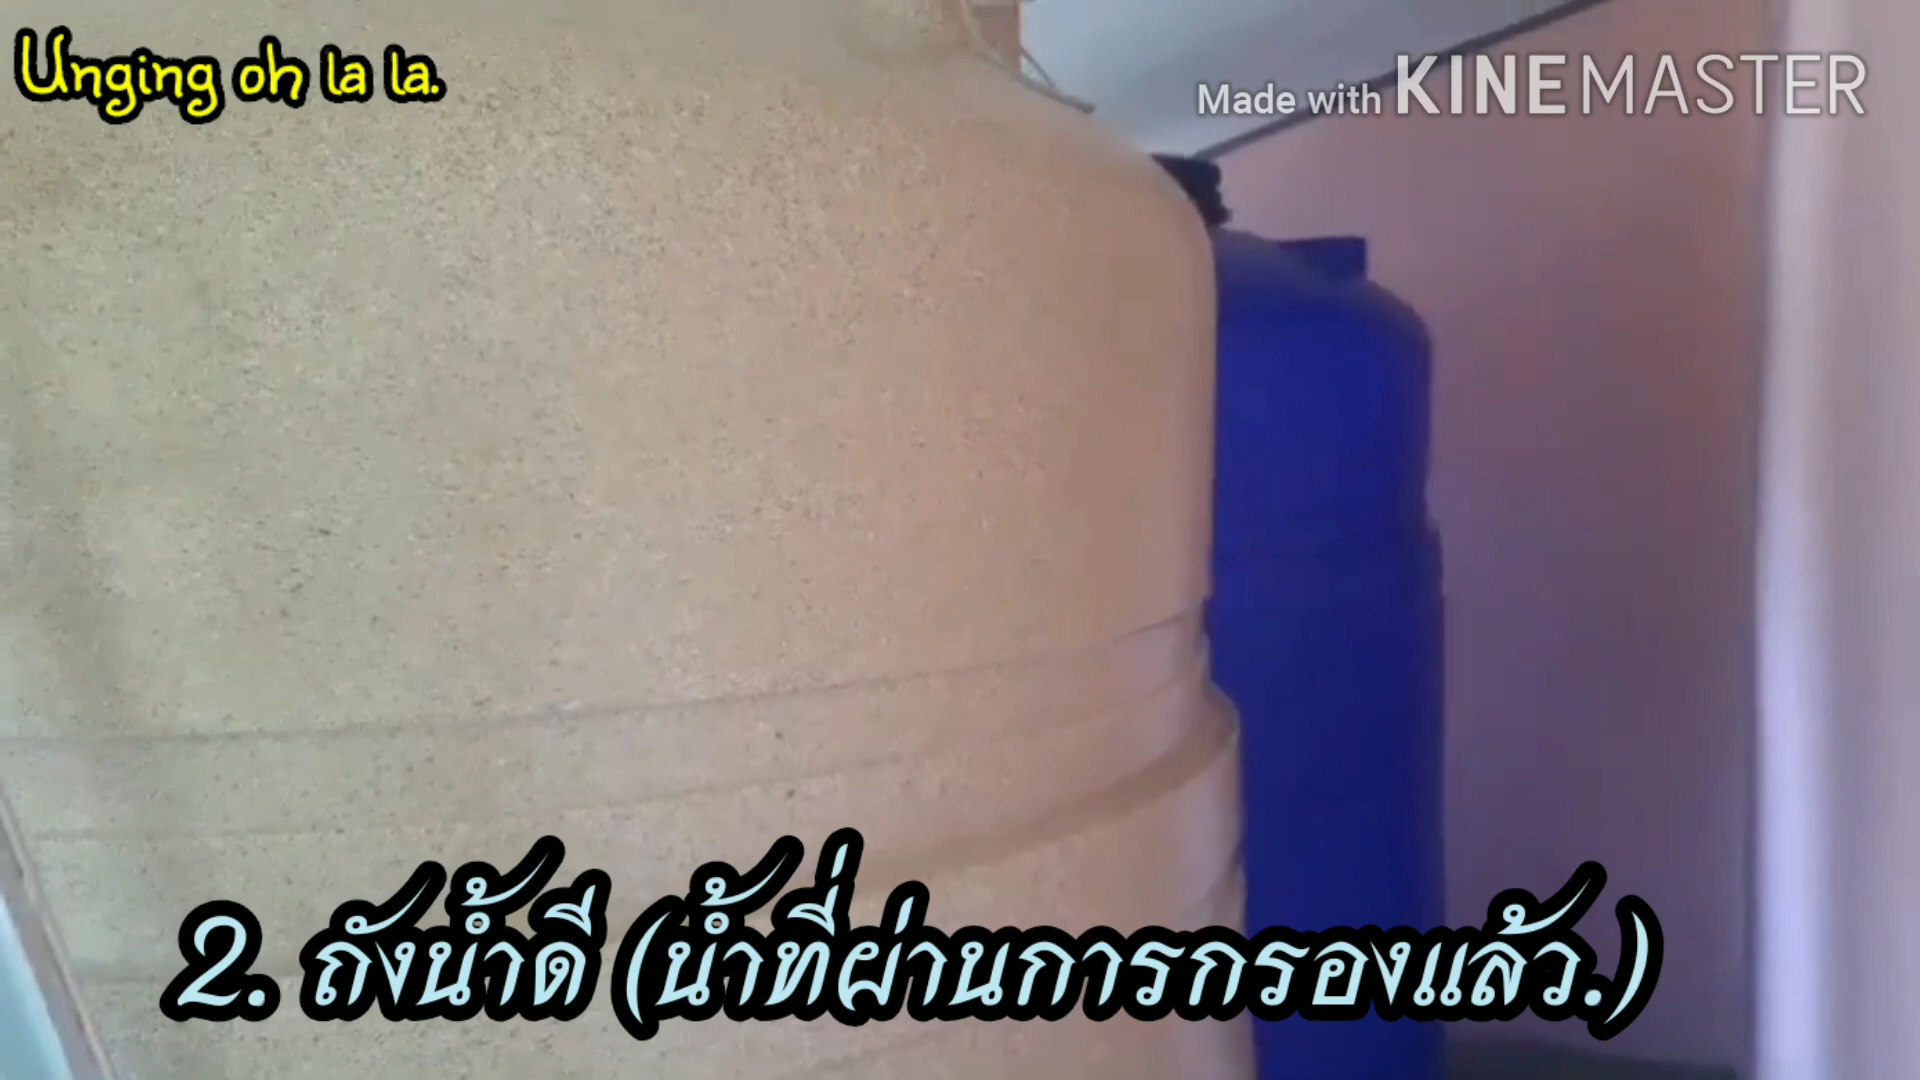 Unging oh la la.
Made with KINEMASTER
2. ถังน้ำดี (น้ำที่ผ่านการกรองแล้ว.)